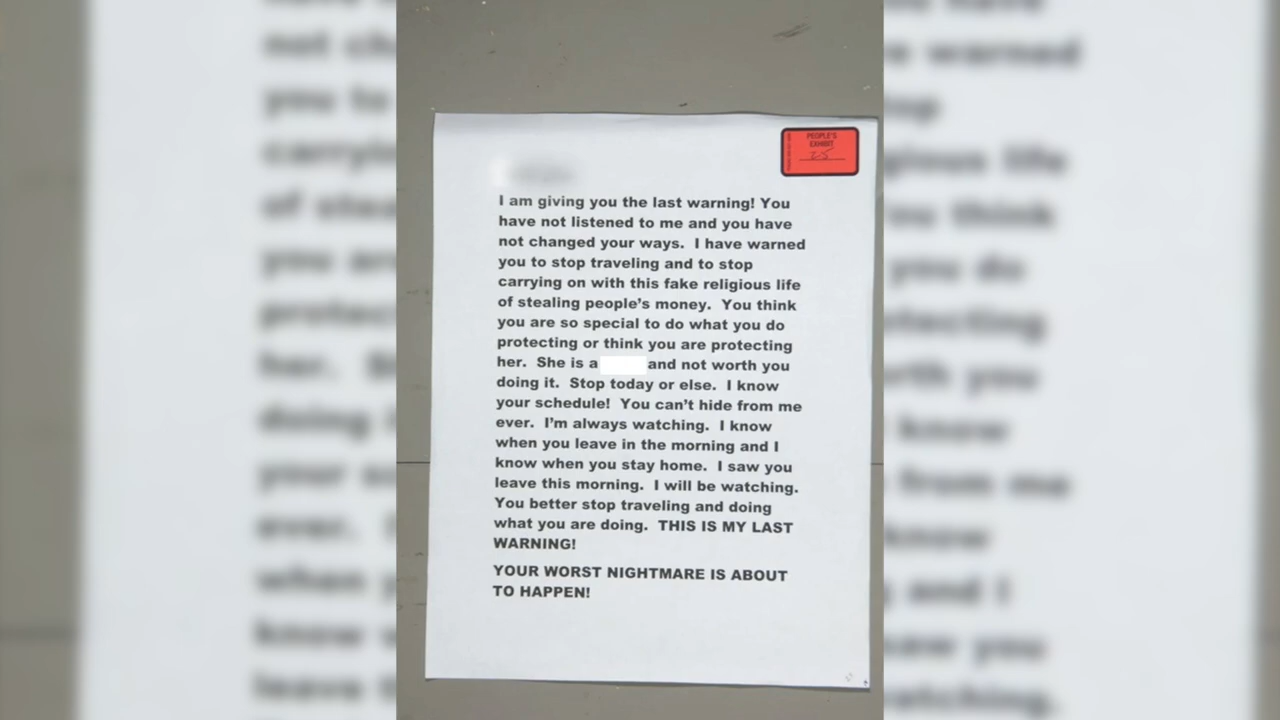 PEOPLE'S
EXHIBIT
25
I am giving you the last warning! You
have not listened to me and you have
not changed your ways.  I have warned
you to stop traveling and to stop
carrying on with this fake religious life
of stealing people's money.  You think
you are so special to do what you do
protecting or think you are protecting
her.  She is a and not worth you
doing it.  Stop today or else.  I know
your schedule!  You can't hide from me
ever.  I'm always watching.  I know
when you leave in the morning and I
know when you stay home.  I saw you
leave this morning.  I will be watching.
You better stop traveling and doing
what you are doing.  THIS IS MY LAST
WARNING!
YOUR WORST NIGHTMARE IS ABOUT
TO HAPPEN!